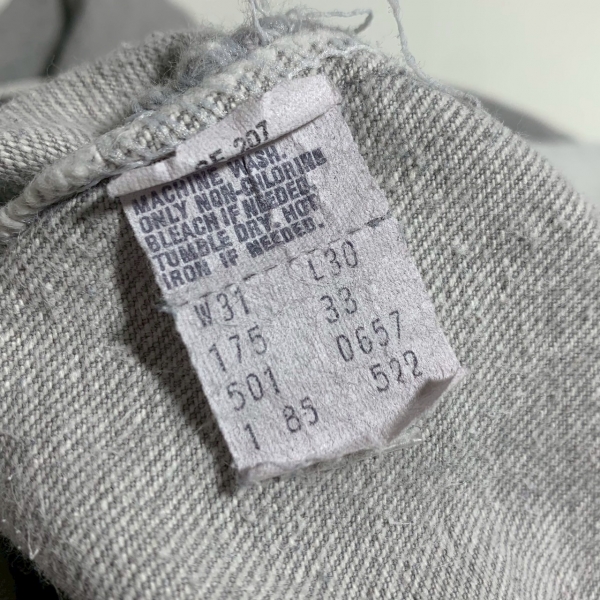 207
MACHINE WASH.
ONLY NON-CHLORINE
BLEACH IF NEEDED.
TUMBLE DRY. HOT
IRON IF NEEDED.
W31 L30
175 33
501 0657
1 85 522